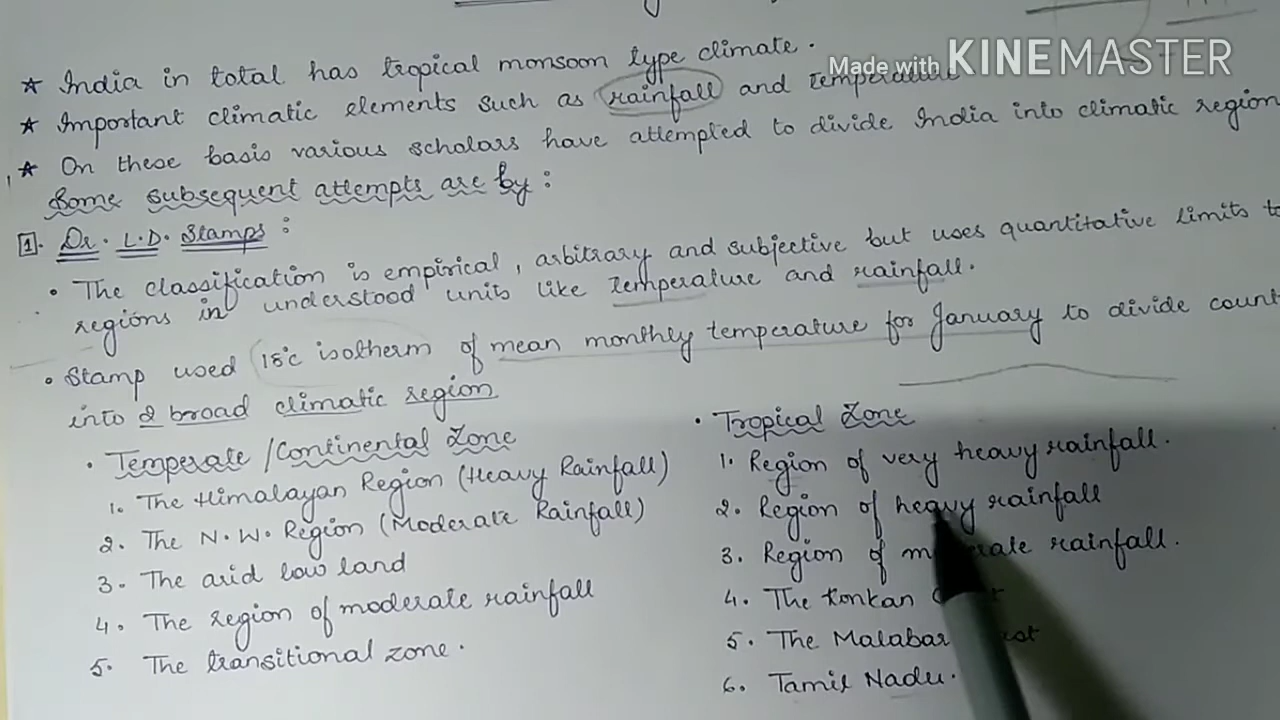 Made with KINEMASTER
★ India in total has tropical monsoon type climate.
★ Important climatic elements such as rainfall and temperature
★ On these basis various scholars have attempted to divide India into climatic region
Some subsequent attempts are by:
1. Dr. L.D. Stamps:
• The classification is empirical, arbitrary and subjective but uses quantitative limits to
regions in understood units like temperature and rainfall.
• Stamp used 18°c isotherm of mean monthly temperature for January to divide count
into 2 broad climatic region
• Temperate /Continental Zone
1. The Himalayan Region (Heavy Rainfall)
2. The N.W. Region (Moderate Rainfall)
3. The arid low land
4. The region of moderate rainfall
5. The transitional zone.
• Tropical Zone
1. Region of very heavy rainfall.
2. Region of heavy rainfall
3. Region of moderate rainfall.
4. The Konkan
5. The Malabar
6. Tamil Nadu.